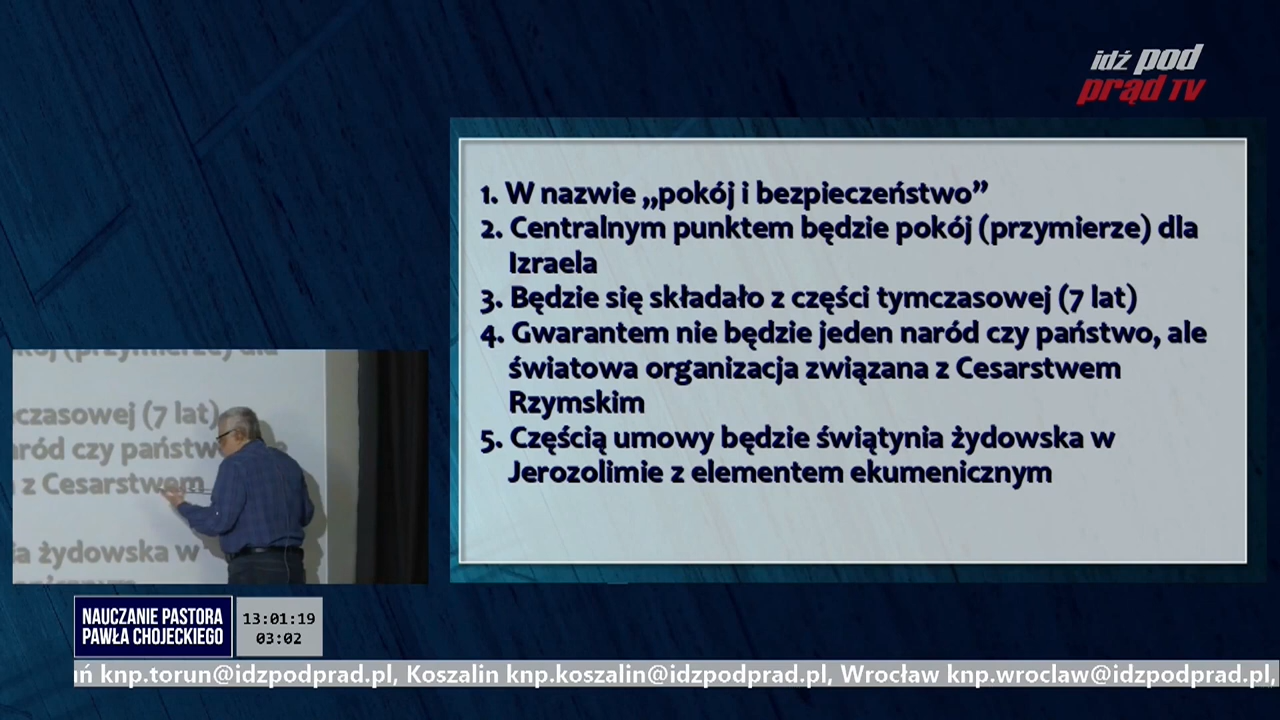 idź pod
prąd TV
1. W nazwie „pokój i bezpieczeństwo”
2. Centralnym punktem będzie pokój (przymierze) dla
Izraela
3. Będzie się składało z części tymczasowej (7 lat)
4. Gwarantem nie będzie jeden naród czy państwo, ale
światowa organizacja związana z Cesarstwem
Rzymskim
5. Częścią umowy będzie świątynia żydowska w
Jerozolimie z elementem ekumenicznym
(przymierze) dla
czasowej (7 lat)
naród czy państw
z Cesarstwem
żydowska w
NAUCZANIE PASTORA
PAWŁA CHOJECKIEGO
13:01:19
03:02
knp.torun@idzpodprad.pl, Koszalin knp.koszalin@idzpodprad.pl, Wrocław knp.wroclaw@idzpodprad.pl,